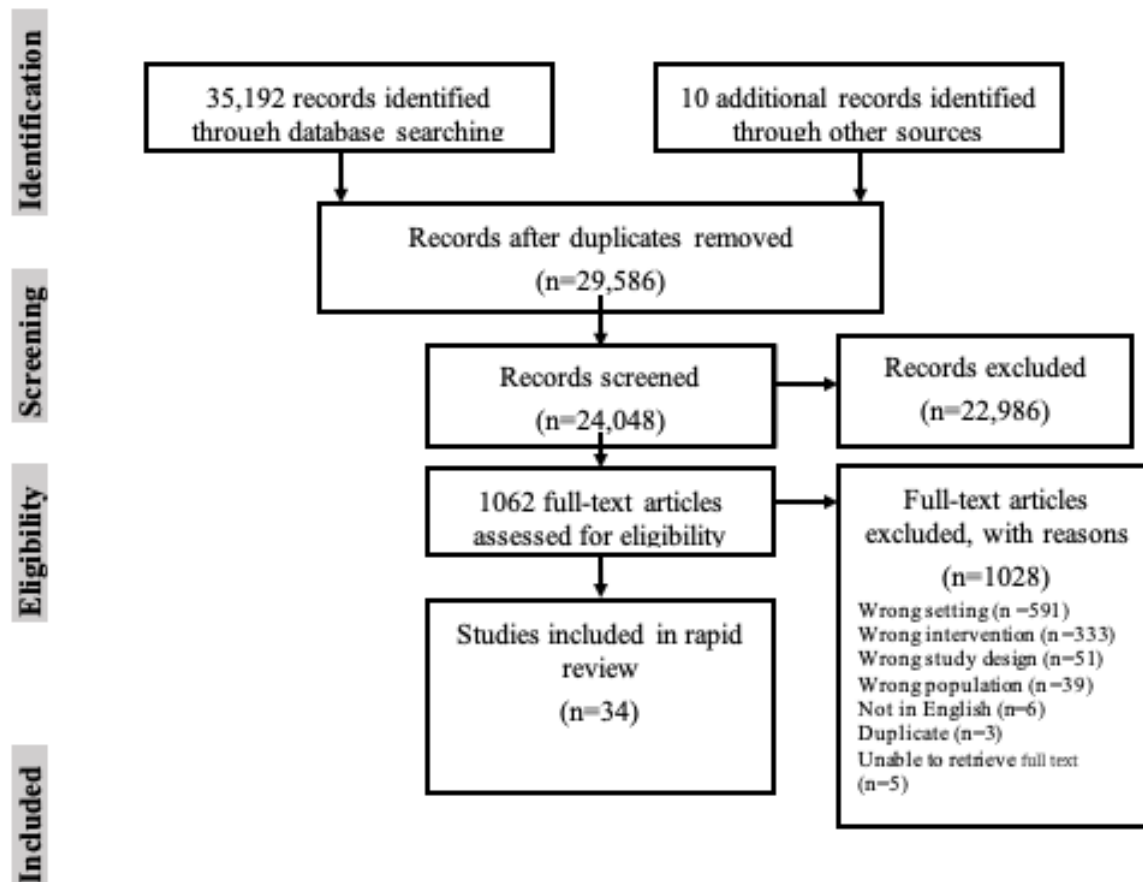 Identification
35,192 records identified
through database searching
10 additional records identified
through other sources
Records after duplicates removed
(n=29,586)
Screening
Records screened
(n=24,048)
Records excluded
(n=22,986)
Eligibility
1062 full-text articles
assessed for eligibility
Full-text articles
excluded, with reasons
(n=1028)
Wrong setting (n =591)
Wrong intervention (n=333)
Wrong study design (n=51)
Wrong population (n=39)
Not in English (n=6)
Duplicate (n=3)
Unable to retrieve full text
(n=5)
Studies included in rapid
review
(n=34)
Included